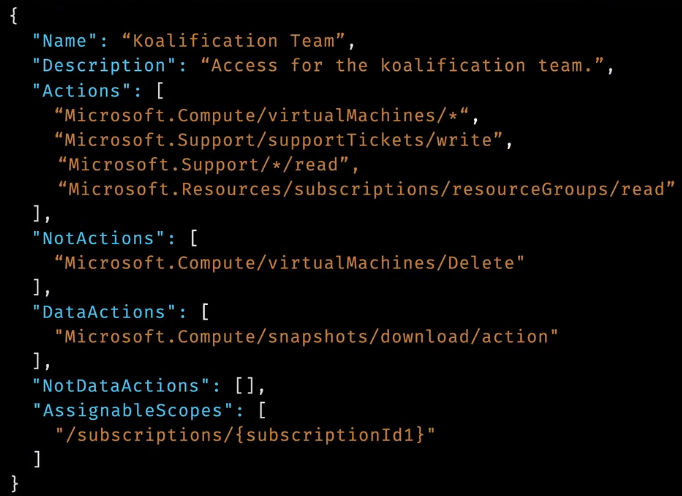 {
"Name": “Koalification Team”,
"Description": “Access for the koalification team.”,
"Actions": [
“Microsoft.Compute/virtualMachines/*“,
“Microsoft.Support/supportTickets/write”,
“Microsoft.Support/*/read”,
“Microsoft.Resources/subscriptions/resourceGroups/read”
],
"NotActions": [
“Microsoft.Compute/virtualMachines/Delete"
],
"DataActions": [
"Microsoft.Compute/snapshots/download/action"
],
"NotDataActions": [],
"AssignableScopes": [
"/subscriptions/{subscriptionId1}"
]
}